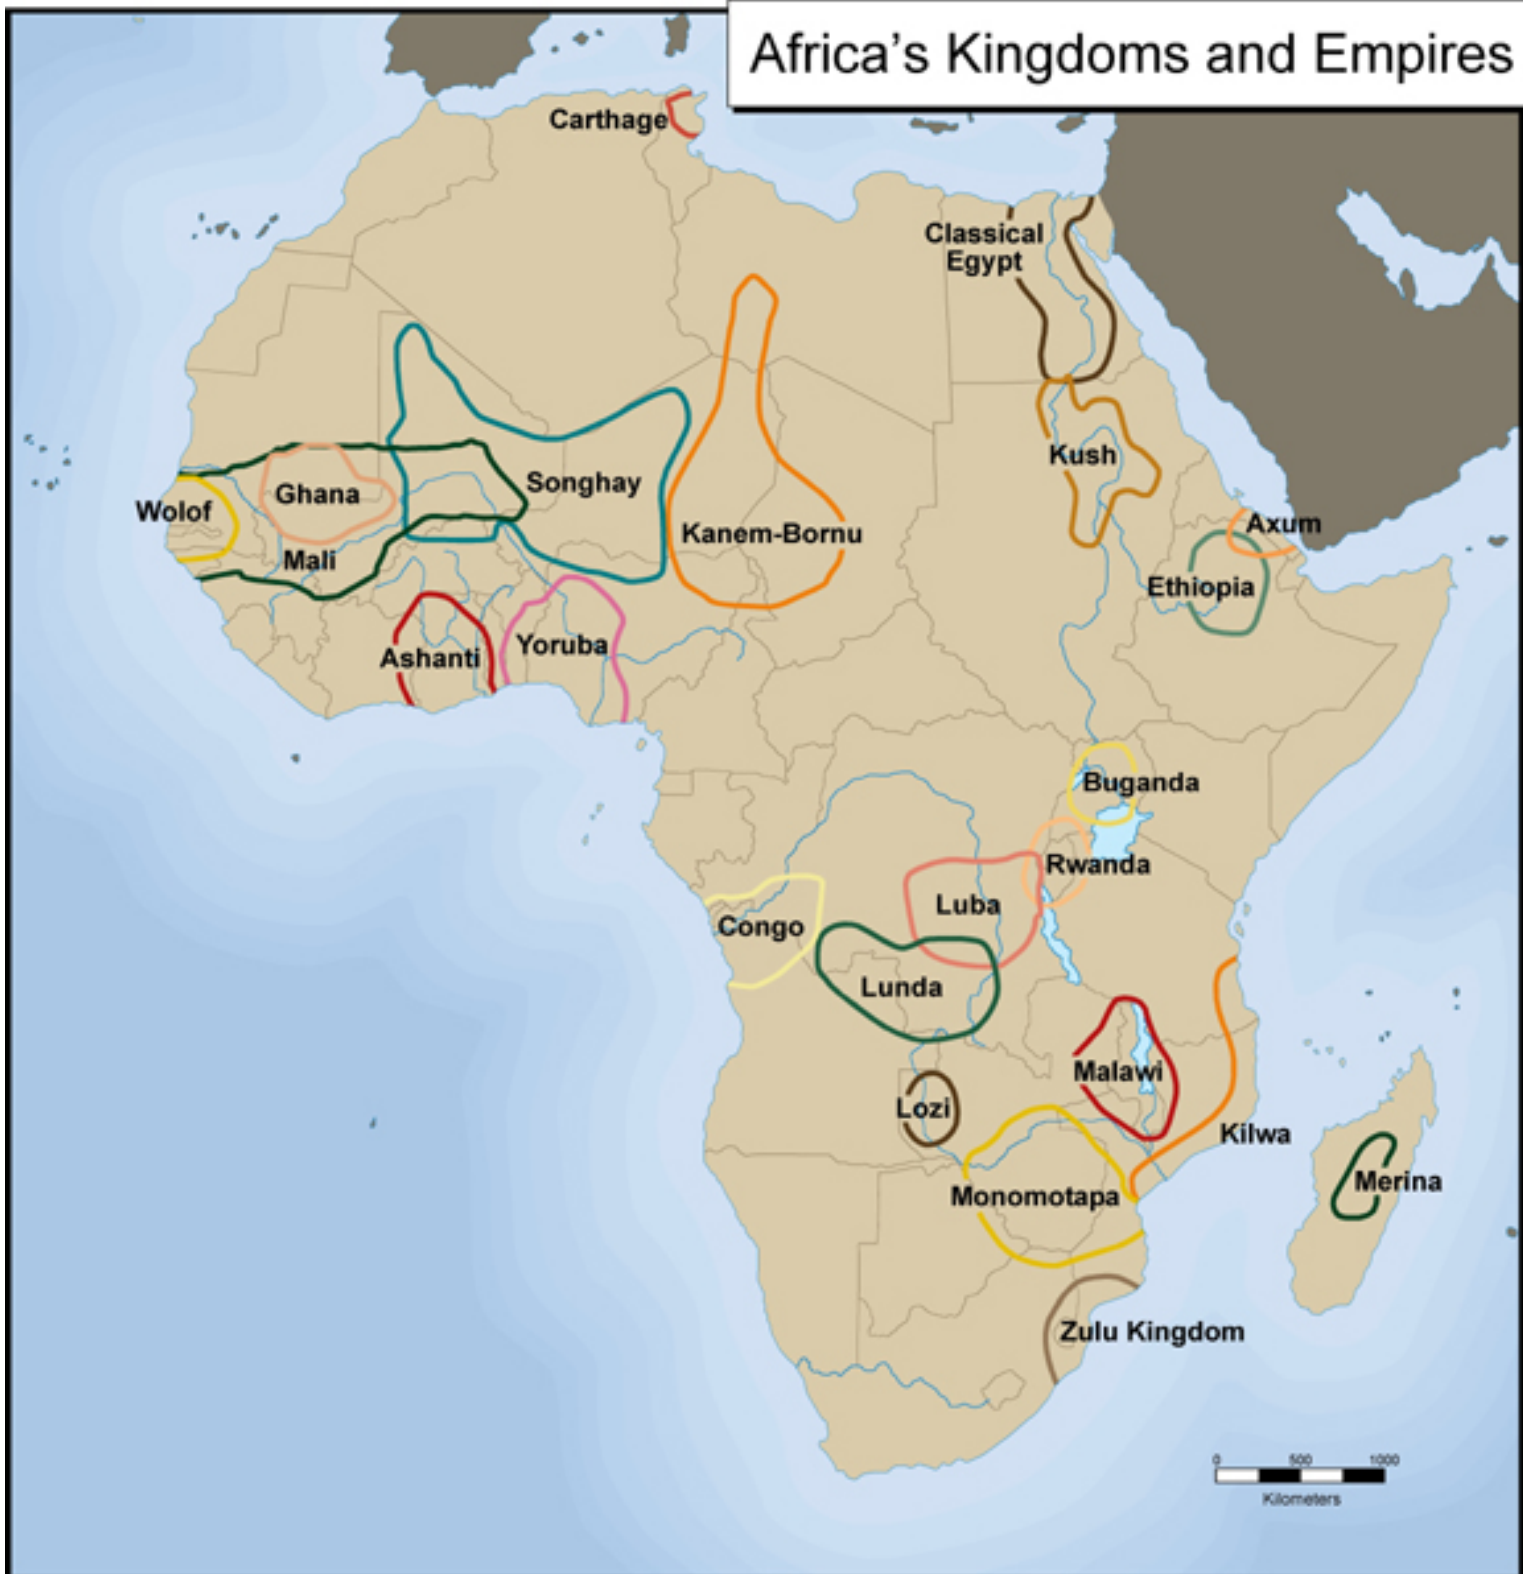 Africa's Kingdoms and Empires
Carthage
Classical
Egypt
Kush
Songhay
Ghana
Wolof
Kanem-Bornu
Axum
Mali
Ethiopia
Yoruba
Ashanti
Buganda
Rwanda
Luba
Congo
Lunda
Malawi
Lozi
Kilwa
Merina
Monomotapa
Zulu Kingdom
0 500 1000
Kilometers